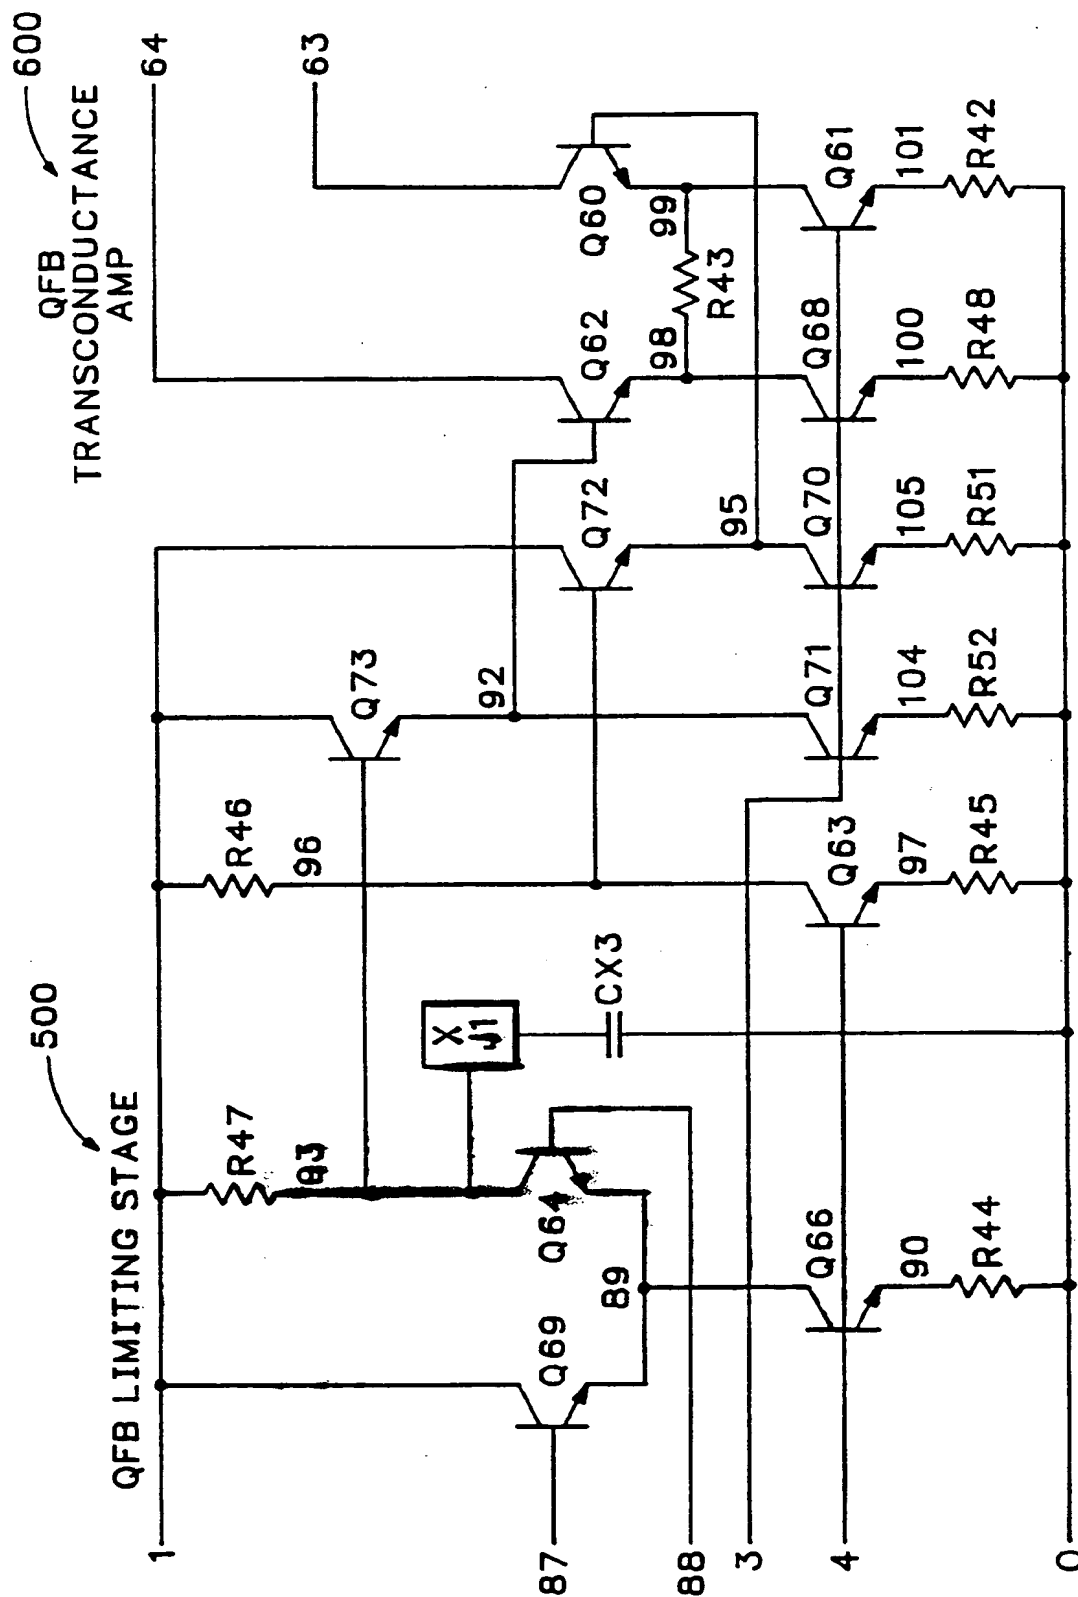 QFB LIMITING STAGE
500
QFB
TRANSCONDUCTANCE
AMP
600
1
64
63
87
88
3
4
0
R47
93
R46
96
Q73
92
Q72
95
Q62
98
Q60
99
R43
X
J1
CX3
Q69
Q64
89
Q66
90
R44
Q63
97
R45
Q71
104
R52
Q70
105
R51
Q68
100
R48
Q61
101
R42